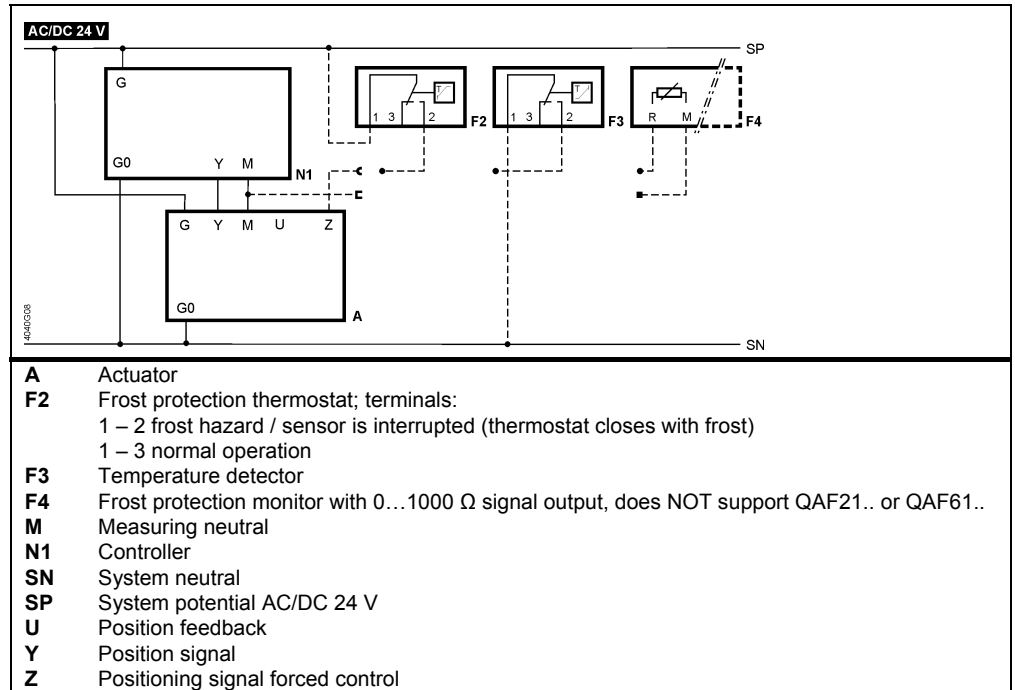 AC/DC 24 V
SP
G
G0 Y M
N1
1 3 2
T
F2
1 3 2
T
F3
R M
F4
G Y M U Z
G0
A
4040G08
SN
A Actuator
F2 Frost protection thermostat; terminals:
1 – 2 frost hazard / sensor is interrupted (thermostat closes with frost)
1 – 3 normal operation
F3 Temperature detector
F4 Frost protection monitor with 0…1000 Ω signal output, does NOT support QAF21.. or QAF61..
M Measuring neutral
N1 Controller
SN System neutral
SP System potential AC/DC 24 V
U Position feedback
Y Position signal
Z Positioning signal forced control